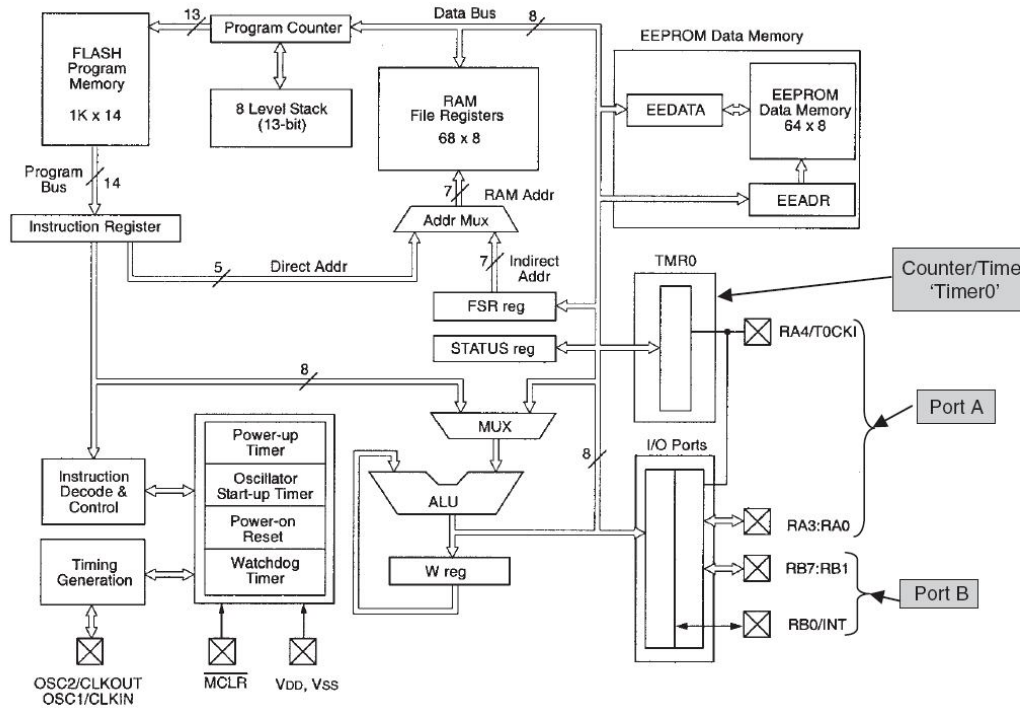 13
Program Counter
Data Bus
8
EEPROM Data Memory
FLASH
Program
Memory
1K x 14
8 Level Stack
(13-bit)
RAM
File Registers
68 x 8
EEDATA
EEPROM
Data Memory
64 x 8
EEADR
Program
Bus
14
7
RAM Addr
Addr Mux
Instruction Register
5
Direct Addr
7
Indirect
Addr
FSR reg
STATUS reg
TMR0
Counter/Time
‘Timer0’
RA4/T0CKI
Port A
8
MUX
8
I/O Ports
Power-up
Timer
Oscillator
Start-up Timer
Power-on
Reset
Watchdog
Timer
Instruction
Decode &
Control
ALU
RA3:RA0
Timing
Generation
W reg
RB7:RB1
Port B
RB0/INT
OSC2/CLKOUT
OSC1/CLKIN
MCLR
VDD, VSS